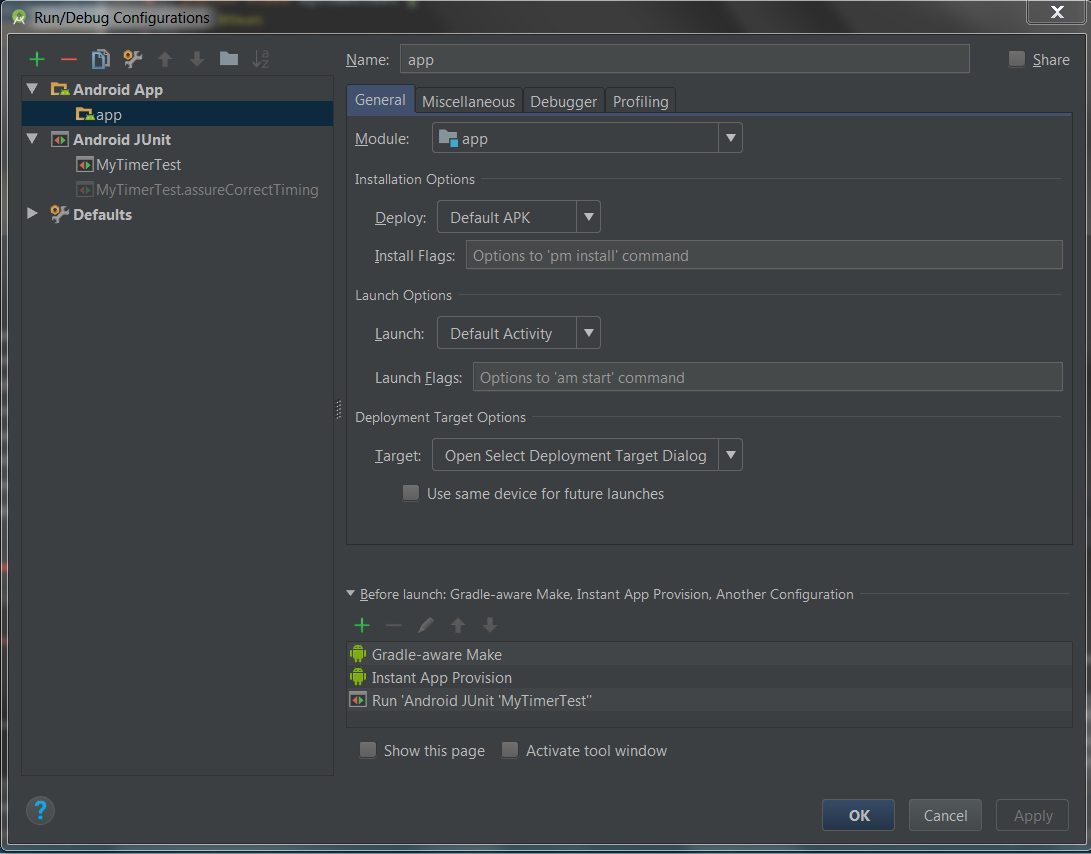 Run/Debug Configurations
Name: app Share
Android App
app
Android JUnit
MyTimerTest
MyTimerTest.assureCorrectTiming
Defaults
General Miscellaneous Debugger Profiling
Module: app
Installation Options
Deploy: Default APK
Install Flags: Options to 'pm install' command
Launch Options
Launch: Default Activity
Launch Flags: Options to 'am start' command
Deployment Target Options
Target: Open Select Deployment Target Dialog
Use same device for future launches
Before launch: Gradle-aware Make, Instant App Provision, Another Configuration
Gradle-aware Make
Instant App Provision
Run 'Android JUnit 'MyTimerTest''
Show this page Activate tool window
? OK Cancel Apply